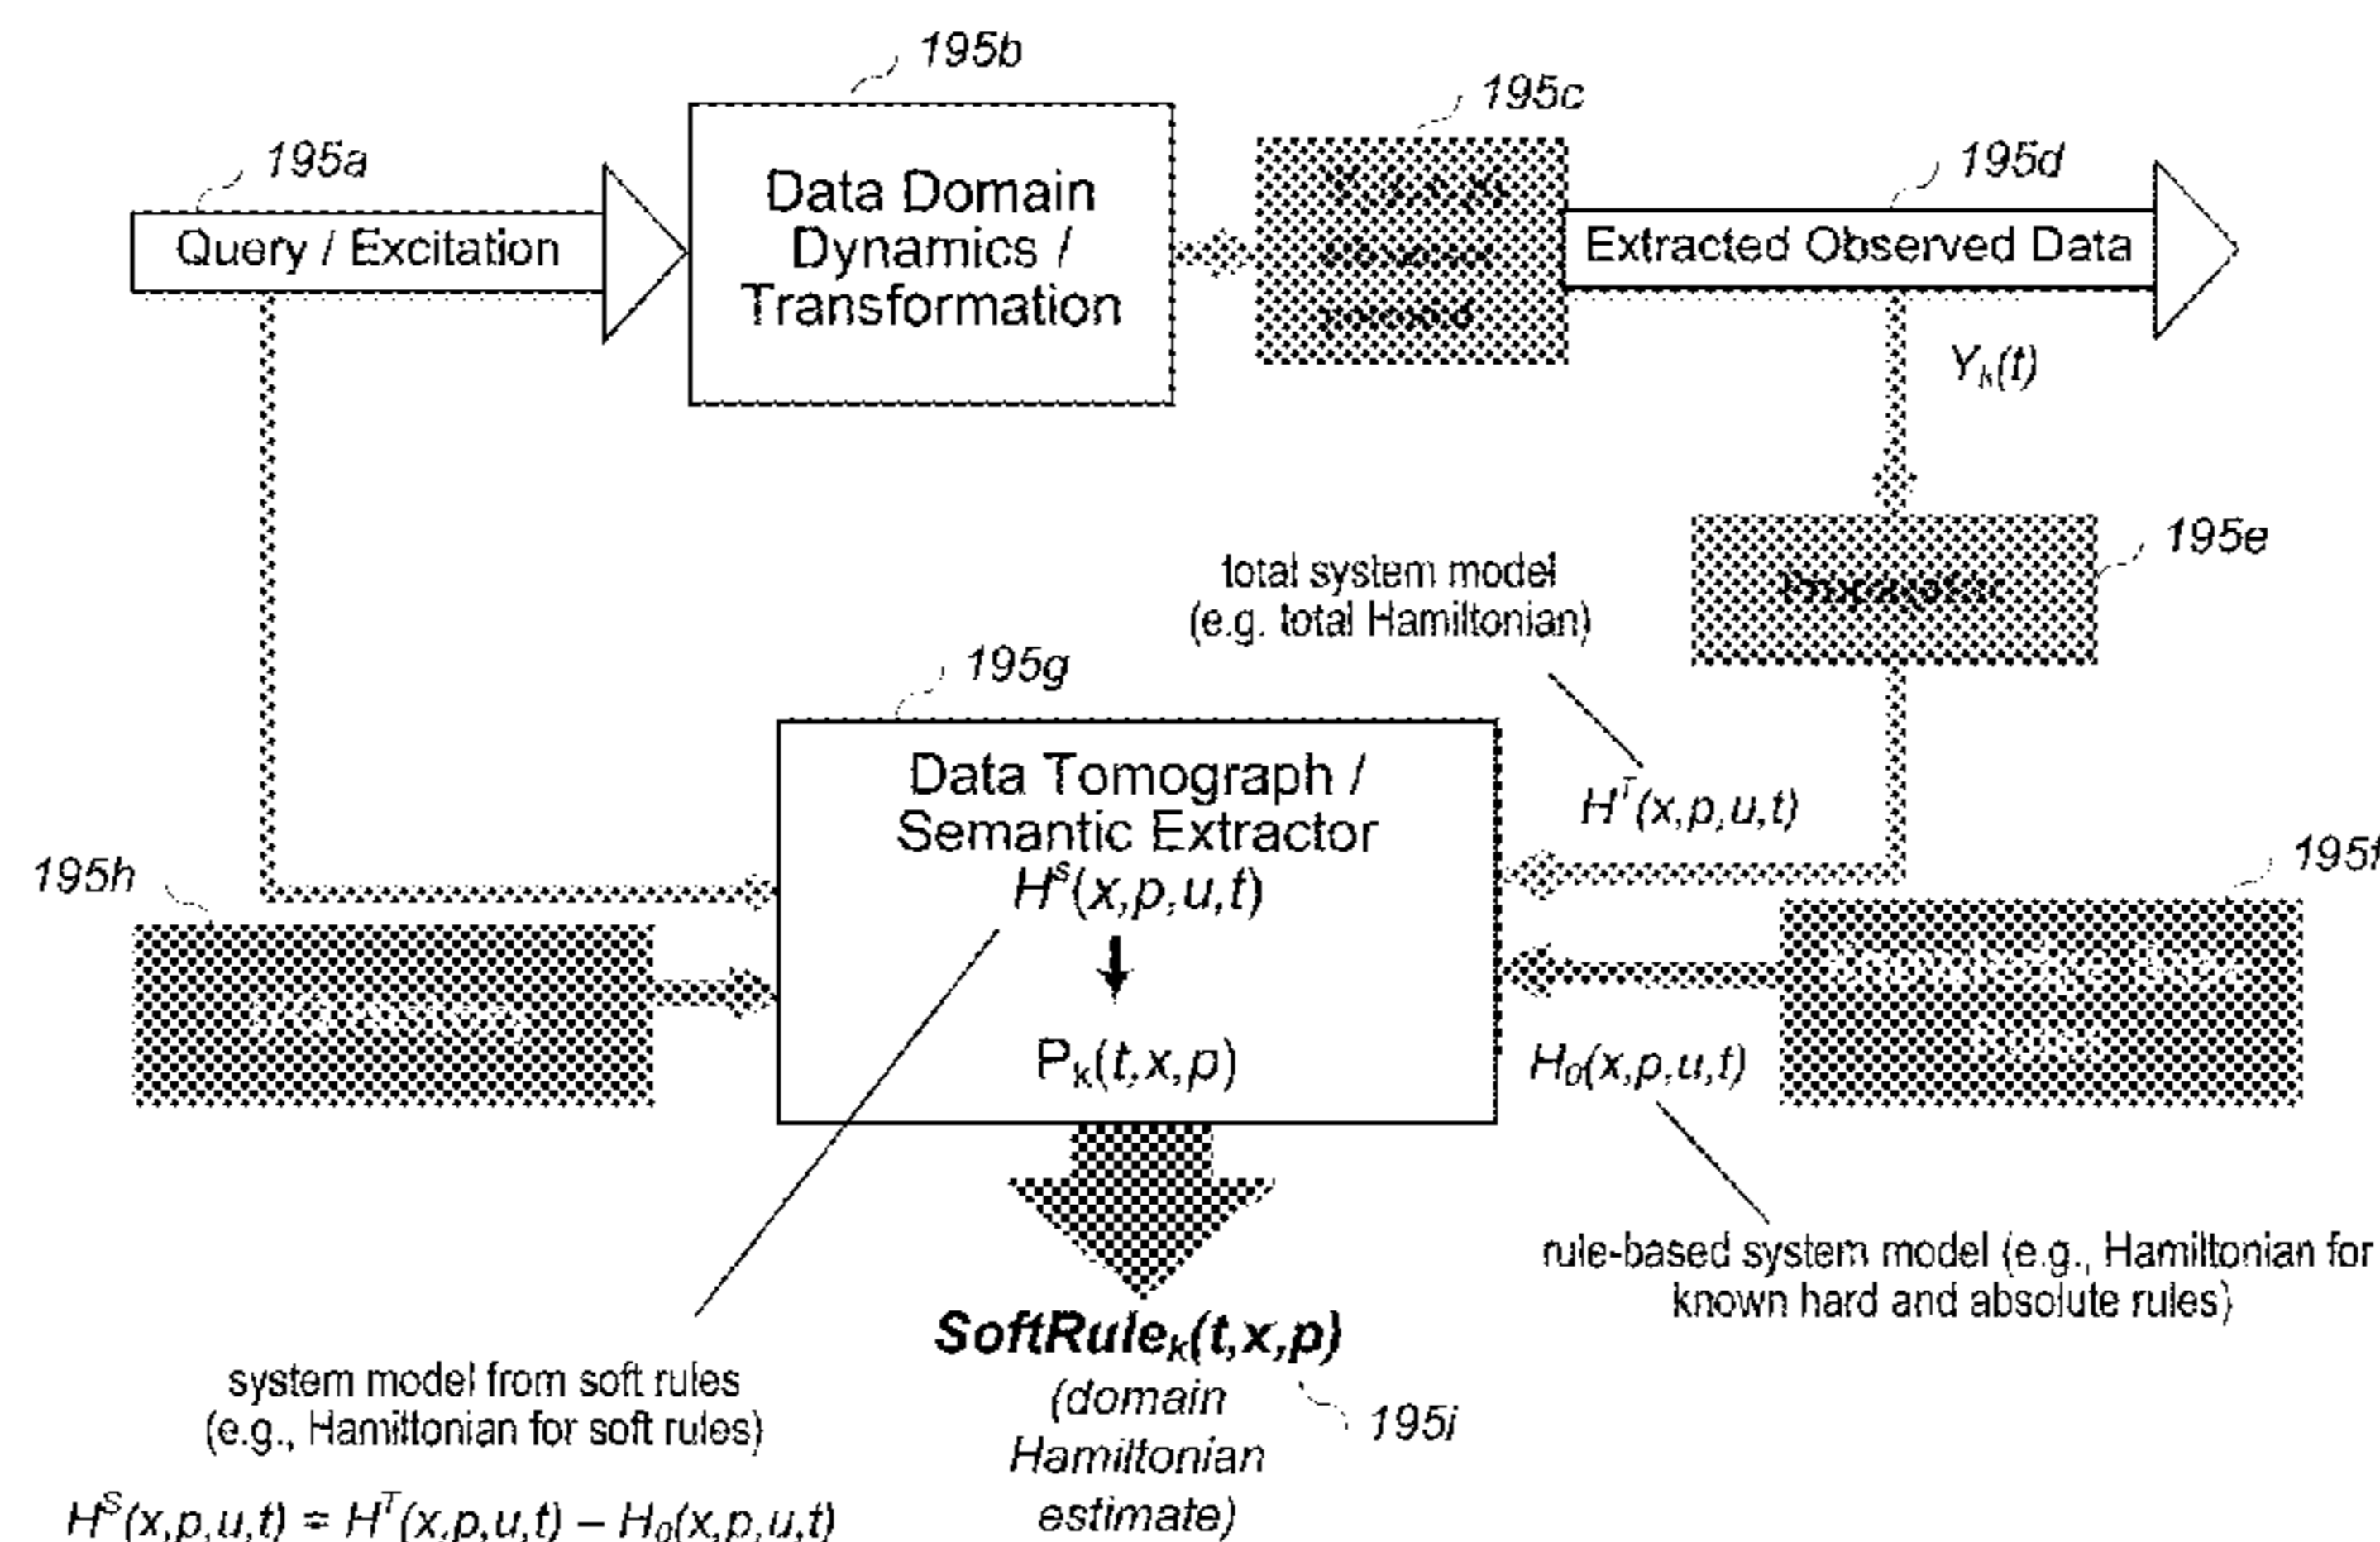 195b
195c
195a
195d
Query / Excitation
Data Domain
Dynamics /
Transformation
Extracted Observed Data
Yₖ(t)
195e
total system model
(e.g. total Hamiltonian)
195g
Data Tomograph /
Semantic Extractor
Hˢ(x,p,u,t)
Pₖ(t,x,p)
Hᵀ(x,p,u,t)
195h
195f
H₀(x,p,u,t)
rule-based system model (e.g., Hamiltonian for
known hard and absolute rules)
SoftRuleₖ(t,x,p)
(domain
Hamiltonian
estimate)
195i
system model from soft rules
(e.g., Hamiltonian for soft rules)
Hˢ(x,p,u,t) = Hᵀ(x,p,u,t) – H₀(x,p,u,t)